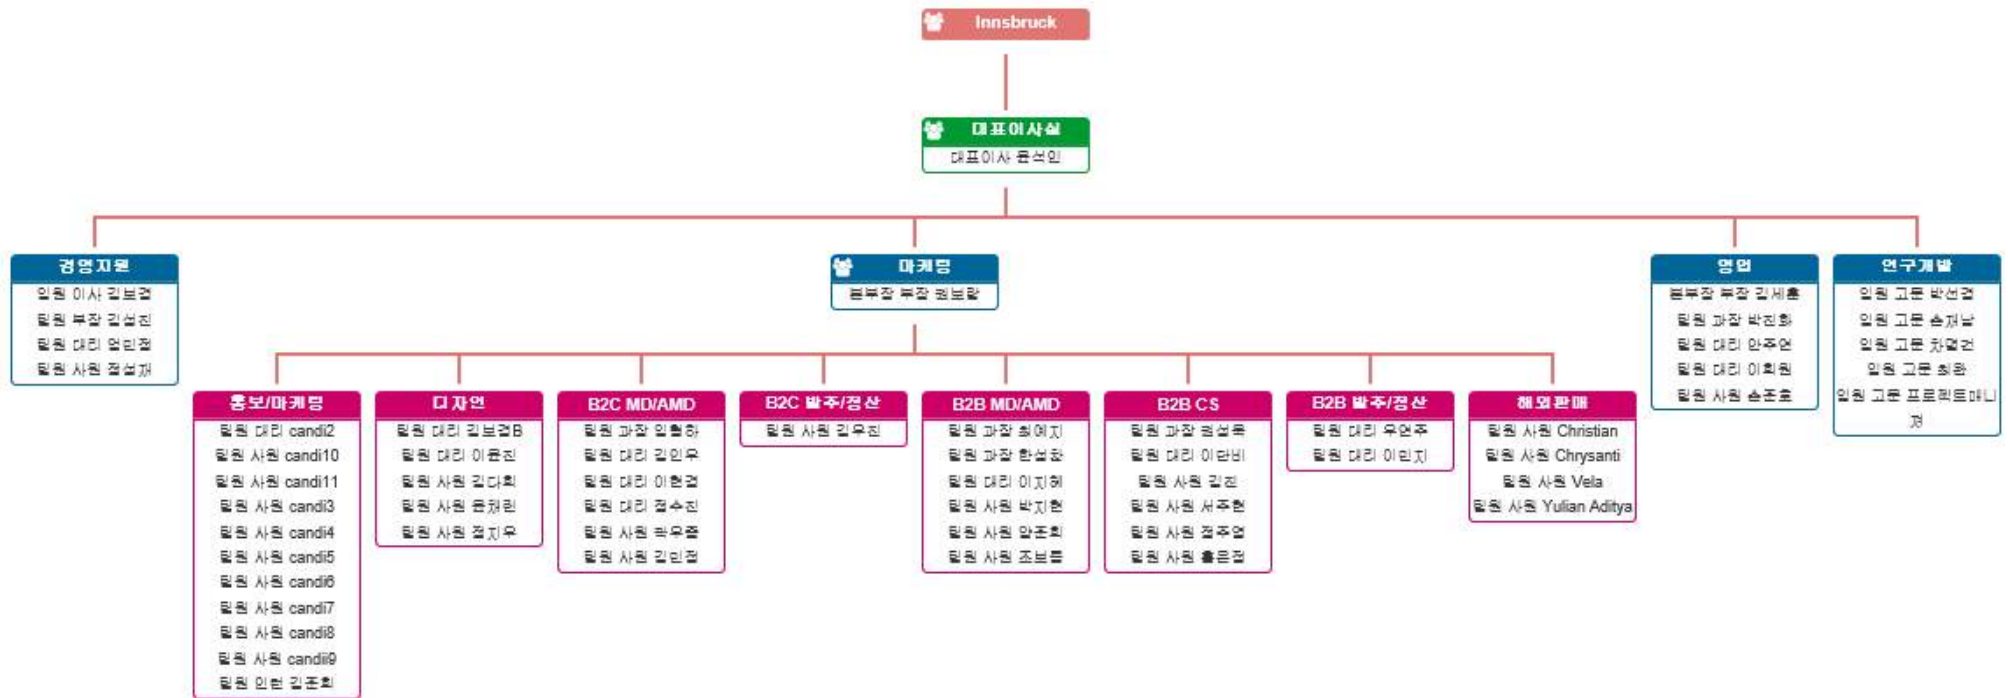 Innsbruck
대표이사실
대표이사 윤석민
경영지원
임원 이사 김보결
팀원 부장 김성진
팀원 대리 엄민정
팀원 사원 정설재
마케팅
본부장 부장 권보람
영업
본부장 부장 김세훈
팀원 과장 박진화
팀원 대리 안주연
팀원 대리 이희원
팀원 사원 손준호
연구개발
임원 고문 박선결
임원 고문 손재남
임원 고문 차명건
임원 고문 최완
임원 고문 프로젝트매니
저
홍보/마케팅
팀원 대리 candi2
팀원 사원 candi10
팀원 사원 candi11
팀원 사원 candi3
팀원 사원 candi4
팀원 사원 candi5
팀원 사원 candi6
팀원 사원 candi7
팀원 사원 candi8
팀원 사원 candii9
팀원 인턴 김준희
디자인
팀원 대리 김보결B
팀원 대리 이윤진
팀원 사원 김다희
팀원 사원 윤채린
팀원 사원 정지우
B2C MD/AMD
팀원 과장 임철하
팀원 대리 김인우
팀원 대리 이현결
팀원 대리 정수진
팀원 사원 곽우중
팀원 사원 김민정
B2C 발주/정산
팀원 사원 김우진
B2B MD/AMD
팀원 과장 최예지
팀원 과장 한성찬
팀원 대리 이지혜
팀원 사원 박지현
팀원 사원 양준희
팀원 사원 조보름
B2B CS
팀원 과장 권성욱
팀원 대리 이단비
팀원 사원 김진
팀원 사원 서주현
팀원 사원 정주영
팀원 사원 홍은정
B2B 발주/정산
팀원 대리 우연주
팀원 대리 이민지
해외판매
팀원 사원 Christian
팀원 사원 Chrysanti
팀원 사원 Vela
팀원 사원 Yulian Aditya